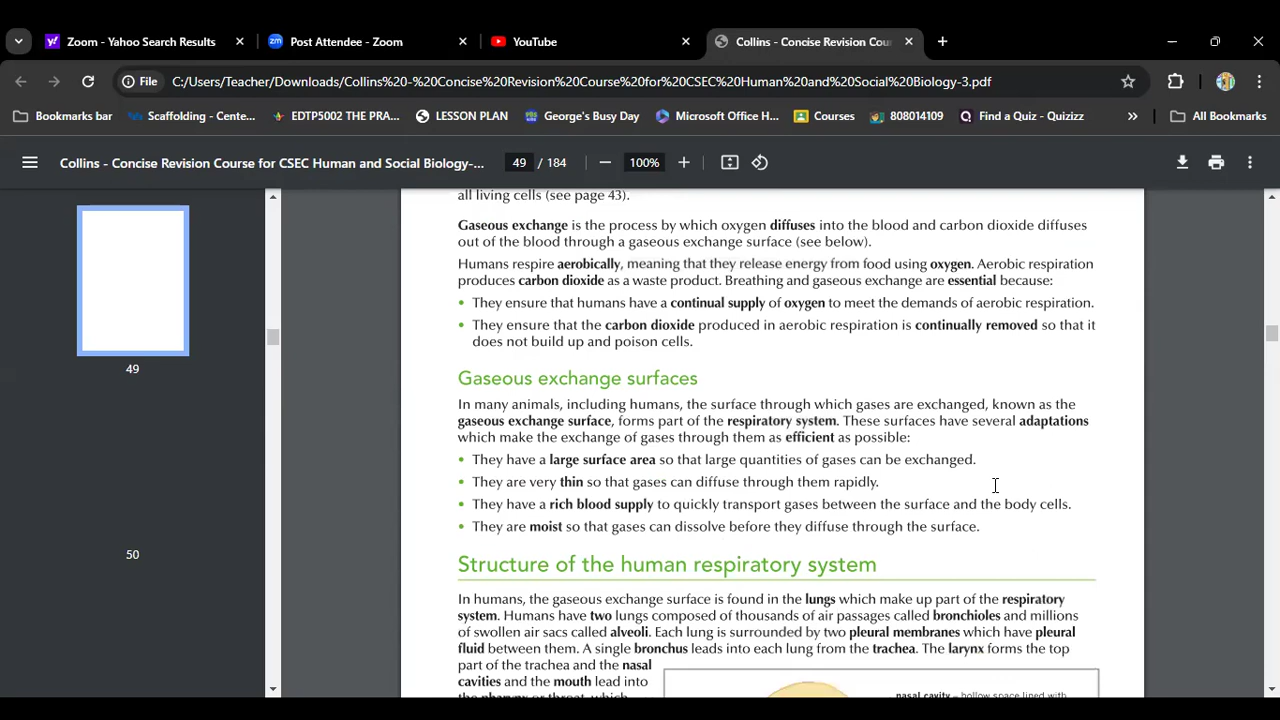 Zoom - Yahoo Search Results
Post Attendee - Zoom
YouTube
Collins - Concise Revision Cour
File
C:/Users/Teacher/Downloads/Collins%20-%20Concise%20Revision%20Course%20for%20CSEC%20Human%20and%20Social%20Biology-3.pdf
Bookmarks bar
Scaffolding - Cente...
EDTP5002 THE PRA...
LESSON PLAN
George's Busy Day
Microsoft Office H...
Courses
808014109
Find a Quiz - Quizizz
All Bookmarks
Collins - Concise Revision Course for CSEC Human and Social Biology-...
49 / 184
100%
49
50
all living cells (see page 43).
Gaseous exchange is the process by which oxygen diffuses into the blood and carbon dioxide diffuses
out of the blood through a gaseous exchange surface (see below).
Humans respire aerobically, meaning that they release energy from food using oxygen. Aerobic respiration
produces carbon dioxide as a waste product. Breathing and gaseous exchange are essential because:
• They ensure that humans have a continual supply of oxygen to meet the demands of aerobic respiration.
• They ensure that the carbon dioxide produced in aerobic respiration is continually removed so that it
does not build up and poison cells.
Gaseous exchange surfaces
In many animals, including humans, the surface through which gases are exchanged, known as the
gaseous exchange surface, forms part of the respiratory system. These surfaces have several adaptations
which make the exchange of gases through them as efficient as possible:
• They have a large surface area so that large quantities of gases can be exchanged.
• They are very thin so that gases can diffuse through them rapidly.
• They have a rich blood supply to quickly transport gases between the surface and the body cells.
• They are moist so that gases can dissolve before they diffuse through the surface.
Structure of the human respiratory system
In humans, the gaseous exchange surface is found in the lungs which make up part of the respiratory
system. Humans have two lungs composed of thousands of air passages called bronchioles and millions
of swollen air sacs called alveoli. Each lung is surrounded by two pleural membranes which have pleural
fluid between them. A single bronchus leads into each lung from the trachea. The larynx forms the top
part of the trachea and the nasal
cavities and the mouth lead into
the pharynx or throat, which
nasal cavity – hollow space lined with